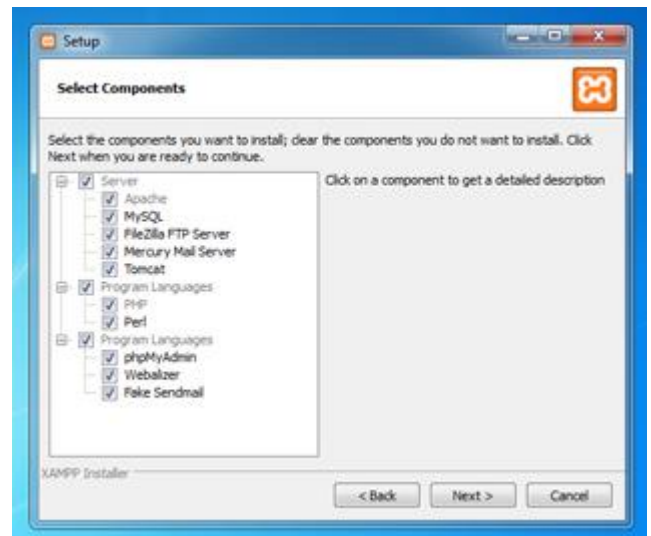 Setup
Select Components
Select the components you want to install; clear the components you do not want to install. Click
Next when you are ready to continue.
Server
Apache
MySQL
FileZilla FTP Server
Mercury Mail Server
Tomcat
Program Languages
PHP
Perl
Program Languages
phpMyAdmin
Webalizer
Fake Sendmail
Click on a component to get a detailed description
XAMPP Installer
< Back
Next >
Cancel